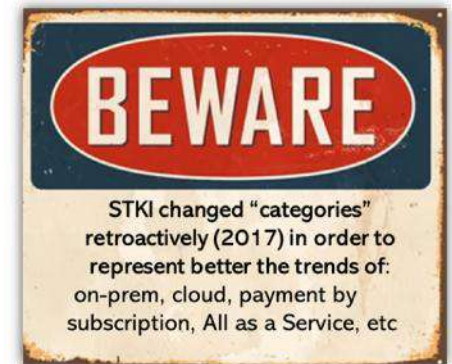 BEWARE
STKI changed “categories”
retroactively (2017) in order to
represent better the trends of:
on-prem, cloud, payment by
subscription, All as a Service, etc